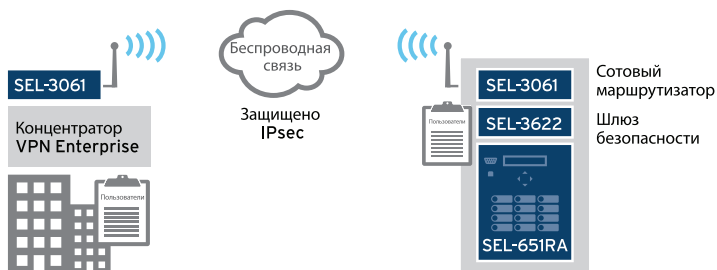 SEL-3061
Концентратор
VPN Enterprise
Пользователи
Беспроводная
связь
Защищено
IPsec
Пользователи
SEL-3061
SEL-3622
SEL-651RA
Сотовый
маршрутизатор
Шлюз
безопасности